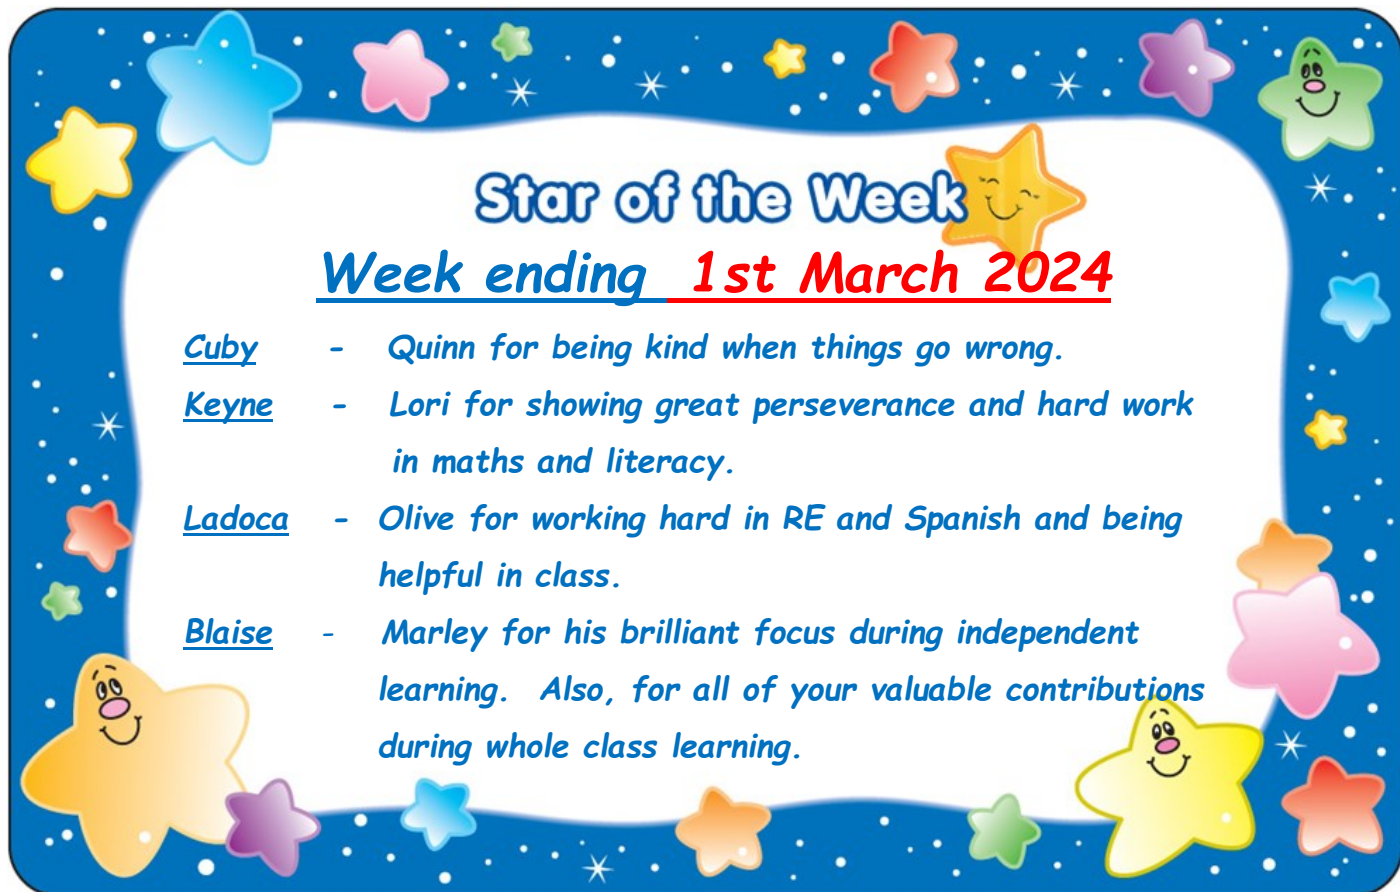 Star of the Week
Week ending 1st March 2024
Cuby - Quinn for being kind when things go wrong.
Keyne - Lori for showing great perseverance and hard work
in maths and literacy.
Ladoca - Olive for working hard in RE and Spanish and being
helpful in class.
Blaise - Marley for his brilliant focus during independent
learning. Also, for all of your valuable contributions
during whole class learning.